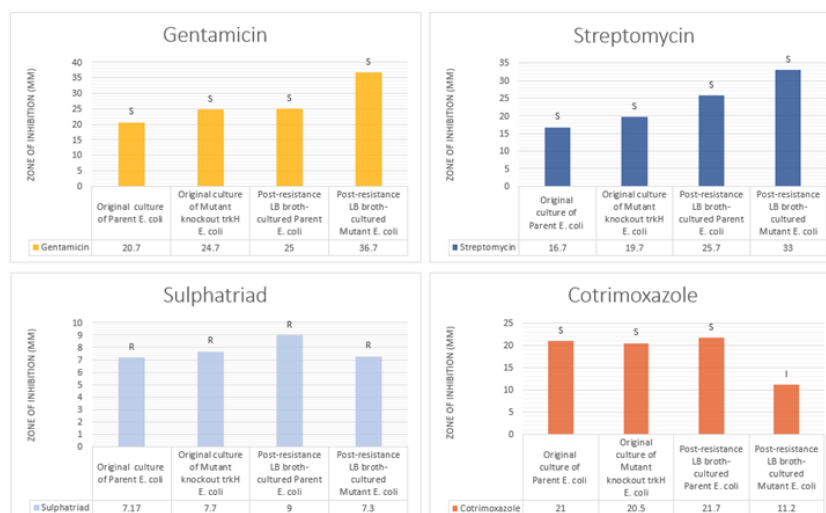 Gentamicin
ZONE OF INHIBITION (MM)
40
35
30
25
20
15
10
5
0
S
S
S
S
Original culture of Parent E. coli
Original culture of Mutant knockout trkH E. coli
Post-resistance LB broth-cultured Parent E. coli
Post-resistance LB broth-cultured Mutant E. coli
Gentamicin 20.7 24.7 25 36.7
Streptomycin
ZONE OF INHIBITION (MM)
35
30
25
20
15
10
5
0
S
S
S
S
Original culture of Parent E. coli
Original culture of Mutant knockout trkH E. coli
Post-resistance LB broth-cultured Parent E. coli
Post-resistance LB broth-cultured Mutant E. coli
Streptomycin 16.7 19.7 25.7 33
Sulphatriad
ZONE OF INHIBITION (MM)
10
9
8
7
6
5
4
3
2
1
0
R
R
R
R
Original culture of Parent E. coli
Original culture of Mutant knockout trkH E. coli
Post-resistance LB broth-cultured Parent E. coli
Post-resistance LB broth-cultured Mutant E. coli
Sulphatriad 7.17 7.7 9 7.3
Cotrimoxazole
ZONE OF INHIBITION (MM)
25
20
15
10
5
0
S
S
S
I
Original culture of Parent E. coli
Original culture of Mutant knockout trkH E. coli
Post-resistance LB broth-cultured Parent E. coli
Post-resistance LB broth-cultured Mutant E. coli
Cotrimoxazole 21 20.5 21.7 11.2